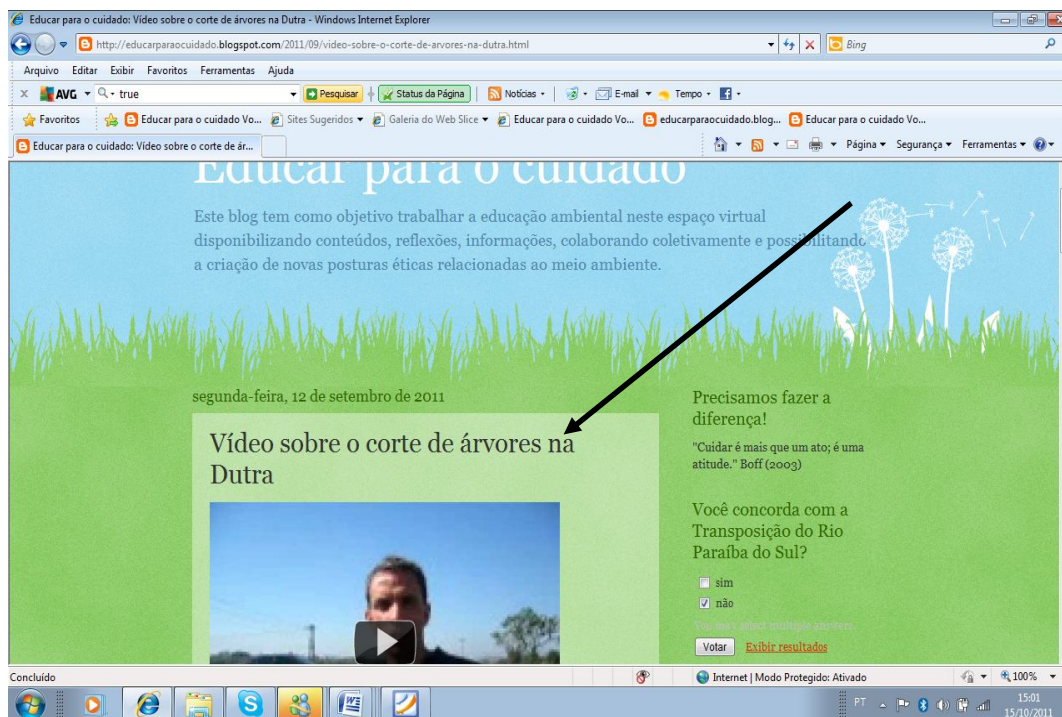 Educar para o cuidado: Vídeo sobre o corte de árvores na Dutra - Windows Internet Explorer
http://educarparaocuidado.blogspot.com/2011/09/video-sobre-o-corte-de-arvores-na-dutra.html
Bing
Arquivo Editar Exibir Favoritos Ferramentas Ajuda
AVG true Pesquisar Status da Página Notícias E-mail Tempo
Favoritos Educar para o cuidado Vo... Sites Sugeridos Galeria do Web Slice Educar para o cuidado Vo... educarparaocuidado.blog... Educar para o cuidado Vo...
Educar para o cuidado: Vídeo sobre o corte de ár... Página Segurança Ferramentas
Educar para o cuidado
Este blog tem como objetivo trabalhar a educação ambiental neste espaço virtual
disponibilizando conteúdos, reflexões, informações, colaborando coletivamente e possibilitando
a criação de novas posturas éticas relacionadas ao meio ambiente.
segunda-feira, 12 de setembro de 2011
Vídeo sobre o corte de árvores na
Dutra
Precisamos fazer a
diferença!
"Cuidar é mais que um ato; é uma
atitude." Boff (2003)
Você concorda com a
Transposição do Rio
Paraíba do Sul?
sim
não
You may select multiple answers.
Votar Exibir resultados
Concluído Internet | Modo Protegido: Ativado 100%
PT 15:01
15/10/2011